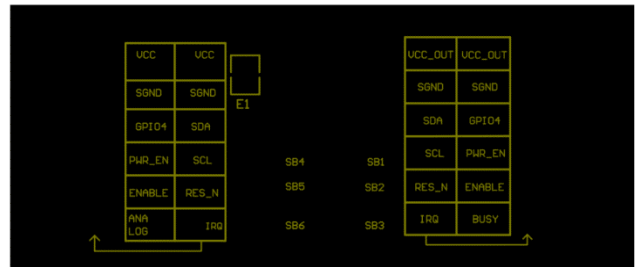 VCC VCC VCC_OUT VCC_OUT
SGND SGND SGND SGND
E1
GPIO4 SDA SDA GPIO4
PWR_EN SCL SB4 SB1 SCL PWR_EN
ENABLE RES_N SB5 SB2 RES_N ENABLE
ANA
LOG IRQ SB6 SB3 IRQ BUSY